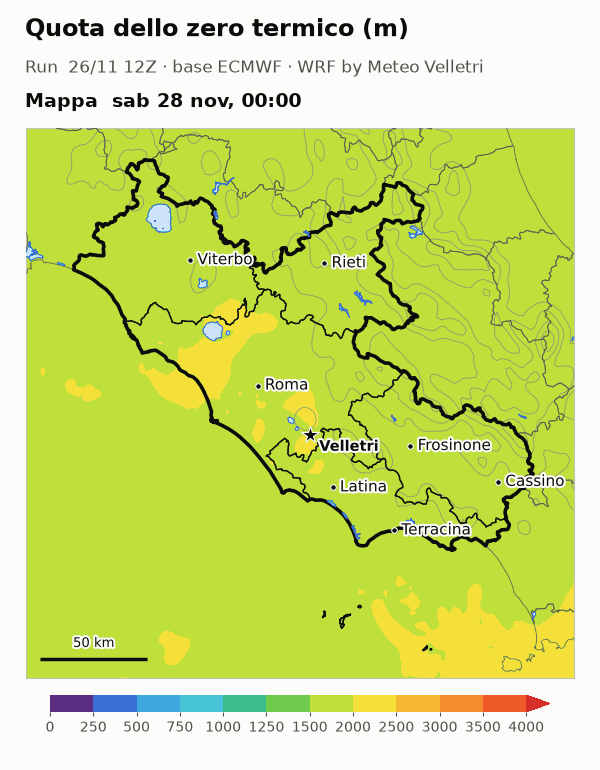 Quota dello zero termico (m)
Run  26/11 12Z · base ECMWF · WRF by Meteo Velletri
Mappa  sab 28 nov, 00:00
Viterbo
Rieti
Roma
Velletri
Frosinone
Cassino
Latina
Terracina
50 km
0 250 500 750 1000 1250 1500 2000 2500 3000 3500 4000